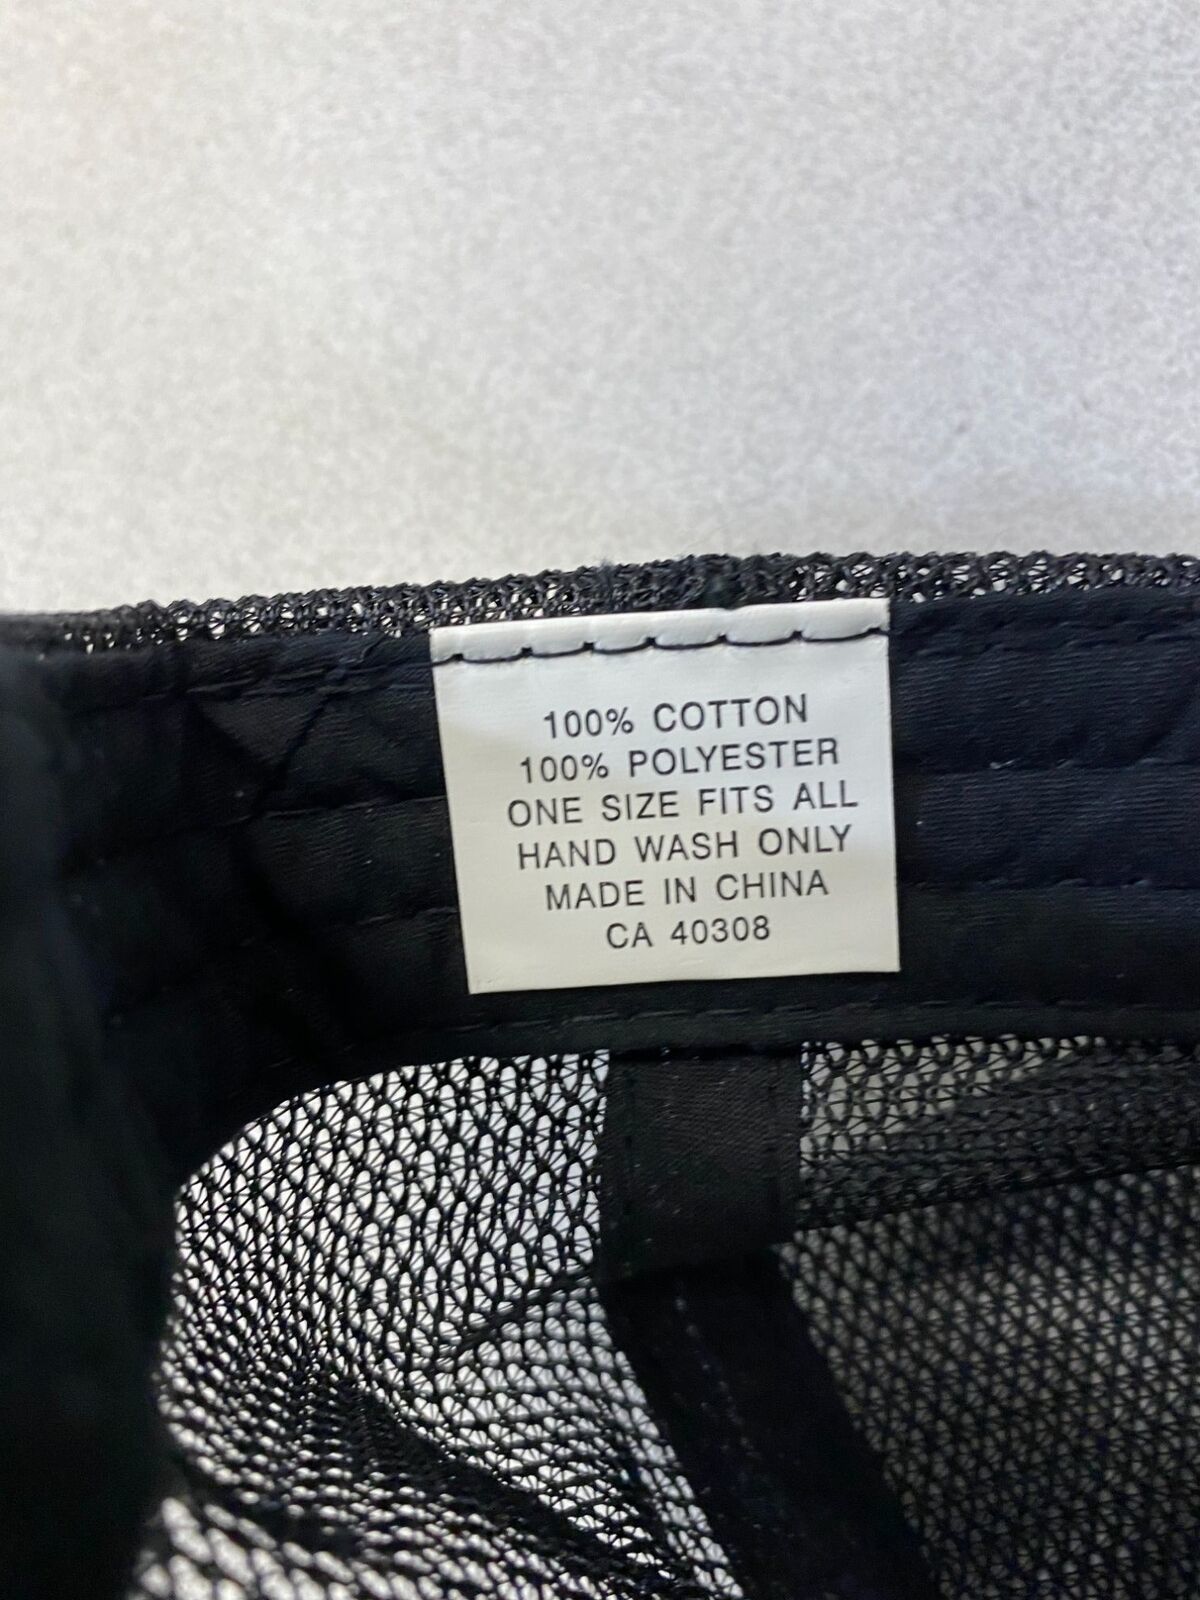 100% COTTON
100% POLYESTER
ONE SIZE FITS ALL
HAND WASH ONLY
MADE IN CHINA
CA 40308